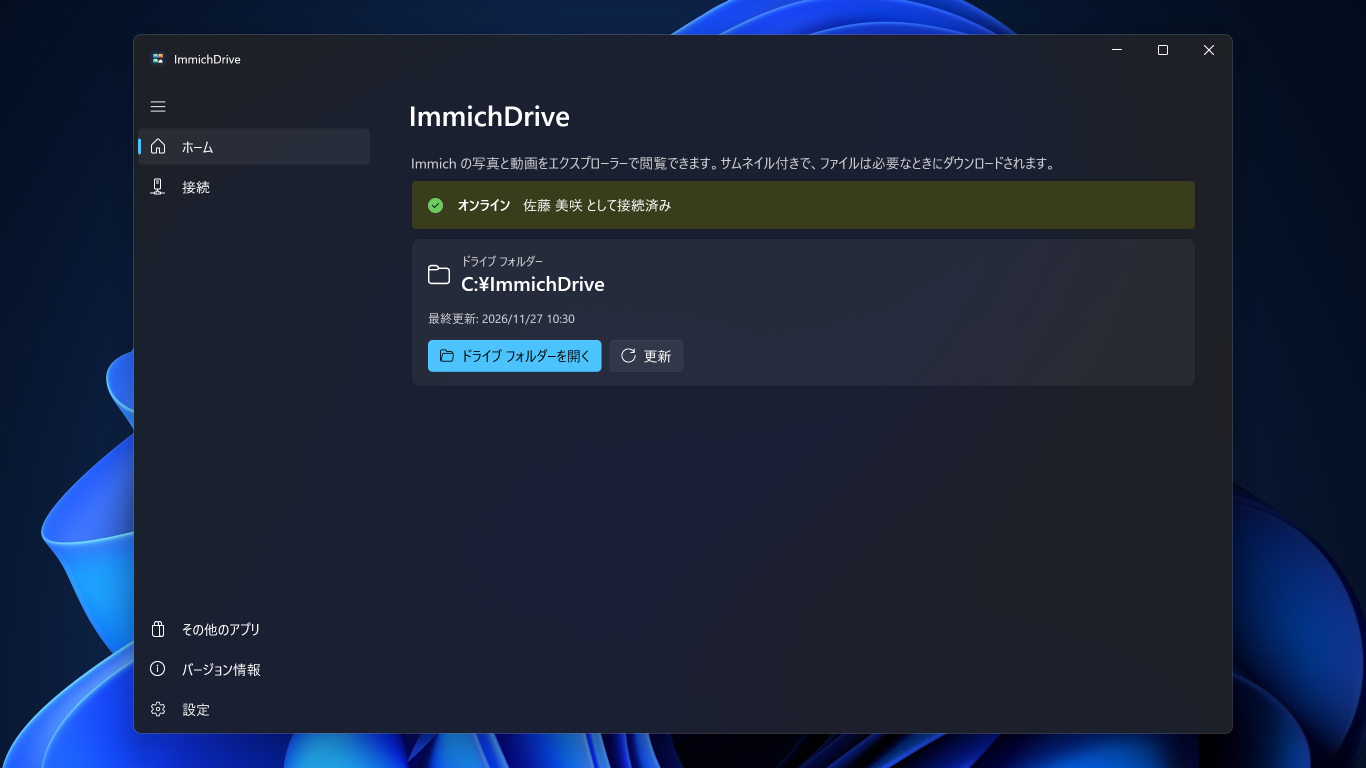 ImmichDrive
ホーム
接続
ImmichDrive
Immich の写真と動画をエクスプローラーで閲覧できます。サムネイル付きで、ファイルは必要なときにダウンロードされます。
オンライン 佐藤 美咲 として接続済み
ドライブ フォルダー
C:¥ImmichDrive
最終更新: 2026/11/27 10:30
ドライブ フォルダーを開く 更新
その他のアプリ
バージョン情報
設定